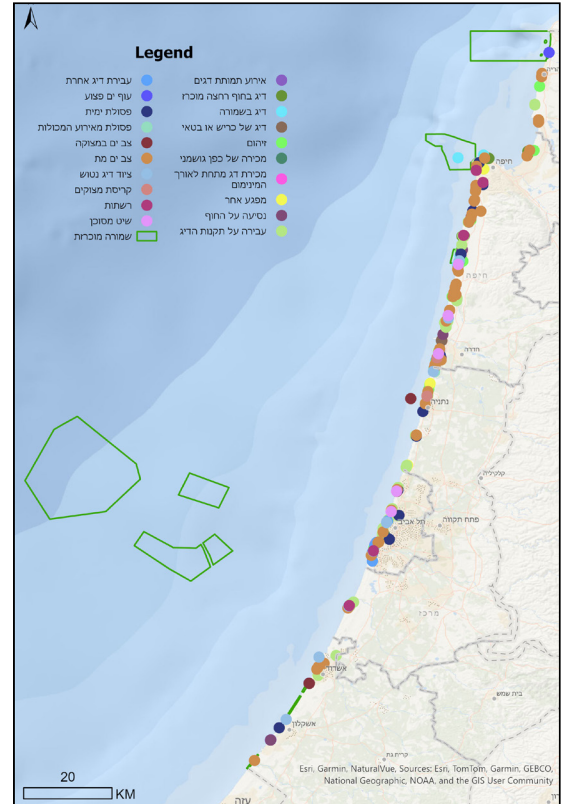 Legend
אירוע תמותת דגים
דיג בחוף רחצה מוכרז
דיג בשמורה
דיג של כריש או בטאי
זיהום
מכירה של כפן גושמני
מכירת דג מתחת לאורך
המינימום
מפגע אחר
נסיעה על החוף
עבירה על תקנות הדיג
עבירת דיג אחרת
עוף ים פצוע
פסולת ימית
פסולת מאירוע המכולות
צב ים במצוקה
צב ים מת
ציוד דיג נטוש
קריסת מצוקים
רשתות
שיט מסוכן
שמורה מוכרות
חיפה
חיפה
חדרה
נתניה
קלקיליה
תל אביב
פתח תקווה
מרכז
אשדוד
בית שמש
אשקלון
קרית גת
עזה
20
KM
Esri, Garmin, NaturalVue, Sources: Esri, TomTom, Garmin, GEBCO,
National Geographic, NOAA, and the GIS User Community